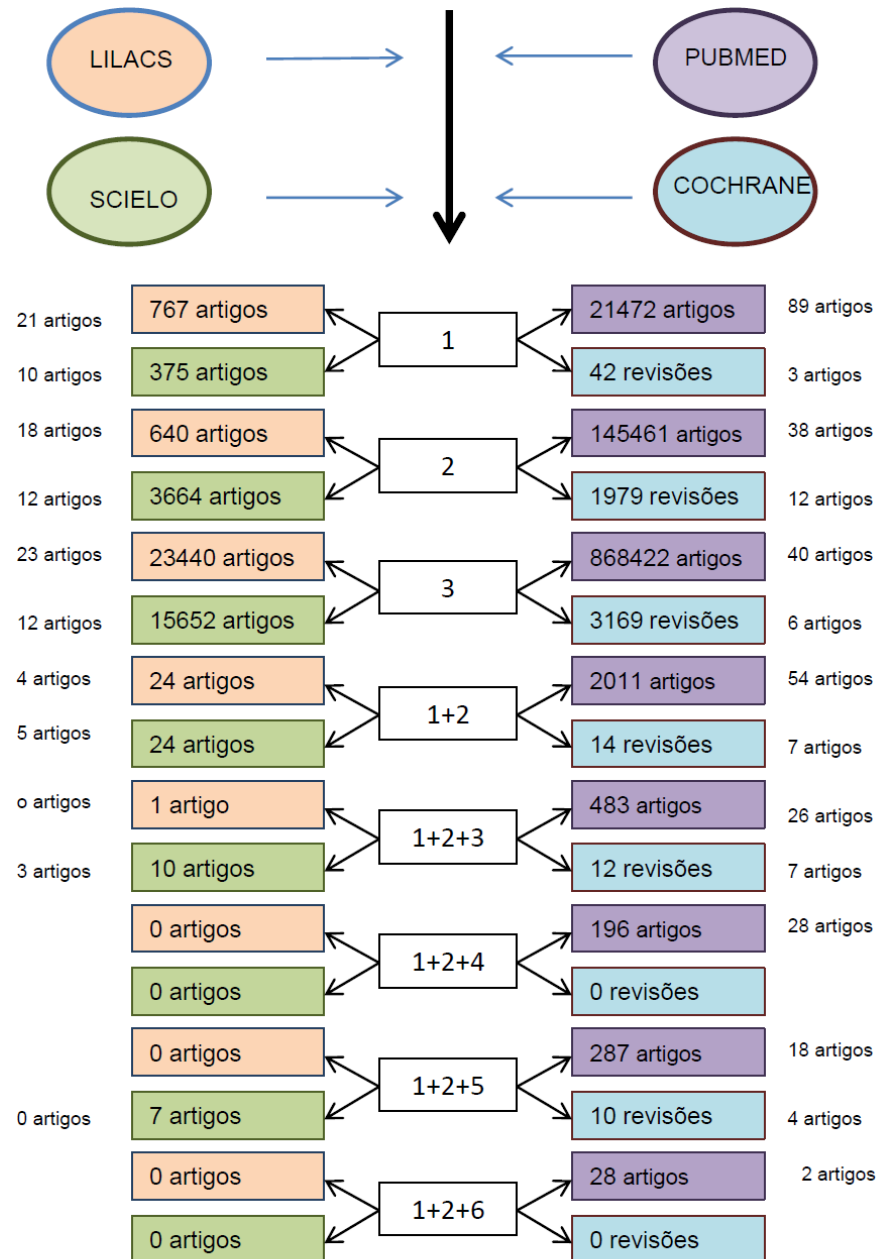 LILACS
PUBMED
SCIELO
COCHRANE
21 artigos
767 artigos
1
21472 artigos
89 artigos
10 artigos
375 artigos
42 revisões
3 artigos
18 artigos
640 artigos
2
145461 artigos
38 artigos
12 artigos
3664 artigos
1979 revisões
12 artigos
23 artigos
23440 artigos
3
868422 artigos
40 artigos
12 artigos
15652 artigos
3169 revisões
6 artigos
4 artigos
24 artigos
1+2
2011 artigos
54 artigos
5 artigos
24 artigos
14 revisões
7 artigos
o artigos
1 artigo
1+2+3
483 artigos
26 artigos
3 artigos
10 artigos
12 revisões
7 artigos
0 artigos
1+2+4
196 artigos
28 artigos
0 artigos
0 revisões
0 artigos
1+2+5
287 artigos
18 artigos
0 artigos
7 artigos
10 revisões
4 artigos
0 artigos
1+2+6
28 artigos
2 artigos
0 artigos
0 revisões